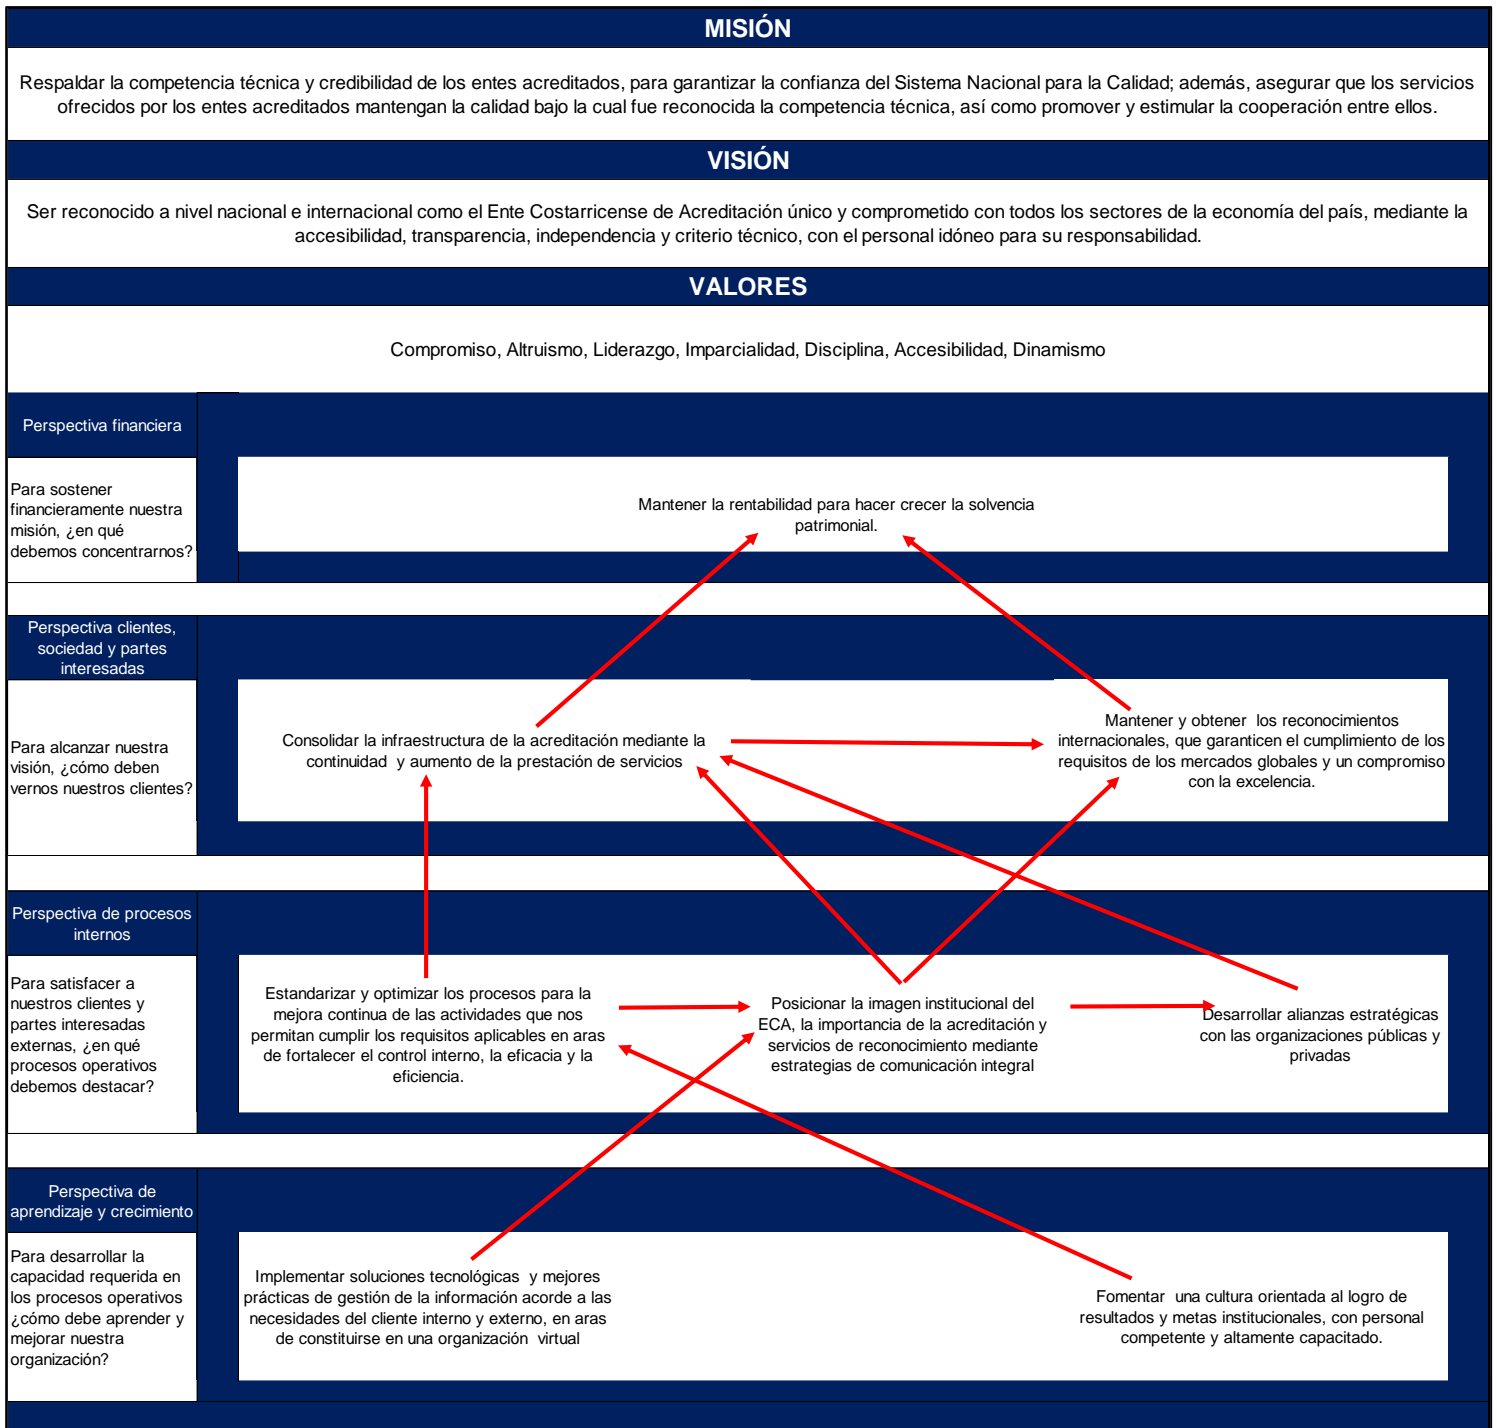 MISIÓN
Respaldar la competencia técnica y credibilidad de los entes acreditados, para garantizar la confianza del Sistema Nacional para la Calidad; además, asegurar que los servicios
ofrecidos por los entes acreditados mantengan la calidad bajo la cual fue reconocida la competencia técnica, así como promover y estimular la cooperación entre ellos.
VISIÓN
Ser reconocido a nivel nacional e internacional como el Ente Costarricense de Acreditación único y comprometido con todos los sectores de la economía del país, mediante la
accesibilidad, transparencia, independencia y criterio técnico, con el personal idóneo para su responsabilidad.
VALORES
Compromiso, Altruismo, Liderazgo, Imparcialidad, Disciplina, Accesibilidad, Dinamismo
Perspectiva financiera
Para sostener
financieramente nuestra
misión, ¿en qué
debemos concentrarnos?
Mantener la rentabilidad para hacer crecer la solvencia
patrimonial.
Perspectiva clientes,
sociedad y partes
interesadas
Para alcanzar nuestra
visión, ¿cómo deben
vernos nuestros clientes?
Consolidar la infraestructura de la acreditación mediante la
continuidad y aumento de la prestación de servicios
Mantener y obtener los reconocimientos
internacionales, que garanticen el cumplimiento de los
requisitos de los mercados globales y un compromiso
con la excelencia.
Perspectiva de procesos
internos
Para satisfacer a
nuestros clientes y
partes interesadas
externas, ¿en qué
procesos operativos
debemos destacar?
Estandarizar y optimizar los procesos para la
mejora continua de las actividades que nos
permitan cumplir los requisitos aplicables en aras
de fortalecer el control interno, la eficacia y la
eficiencia.
Posicionar la imagen institucional del
ECA, la importancia de la acreditación y
servicios de reconocimiento mediante
estrategias de comunicación integral
Desarrollar alianzas estratégicas
con las organizaciones públicas y
privadas
Perspectiva de
aprendizaje y crecimiento
Para desarrollar la
capacidad requerida en
los procesos operativos
¿cómo debe aprender y
mejorar nuestra
organización?
Implementar soluciones tecnológicas y mejores
prácticas de gestión de la información acorde a las
necesidades del cliente interno y externo, en aras
de constituirse en una organización virtual
Fomentar una cultura orientada al logro de
resultados y metas institucionales, con personal
competente y altamente capacitado.